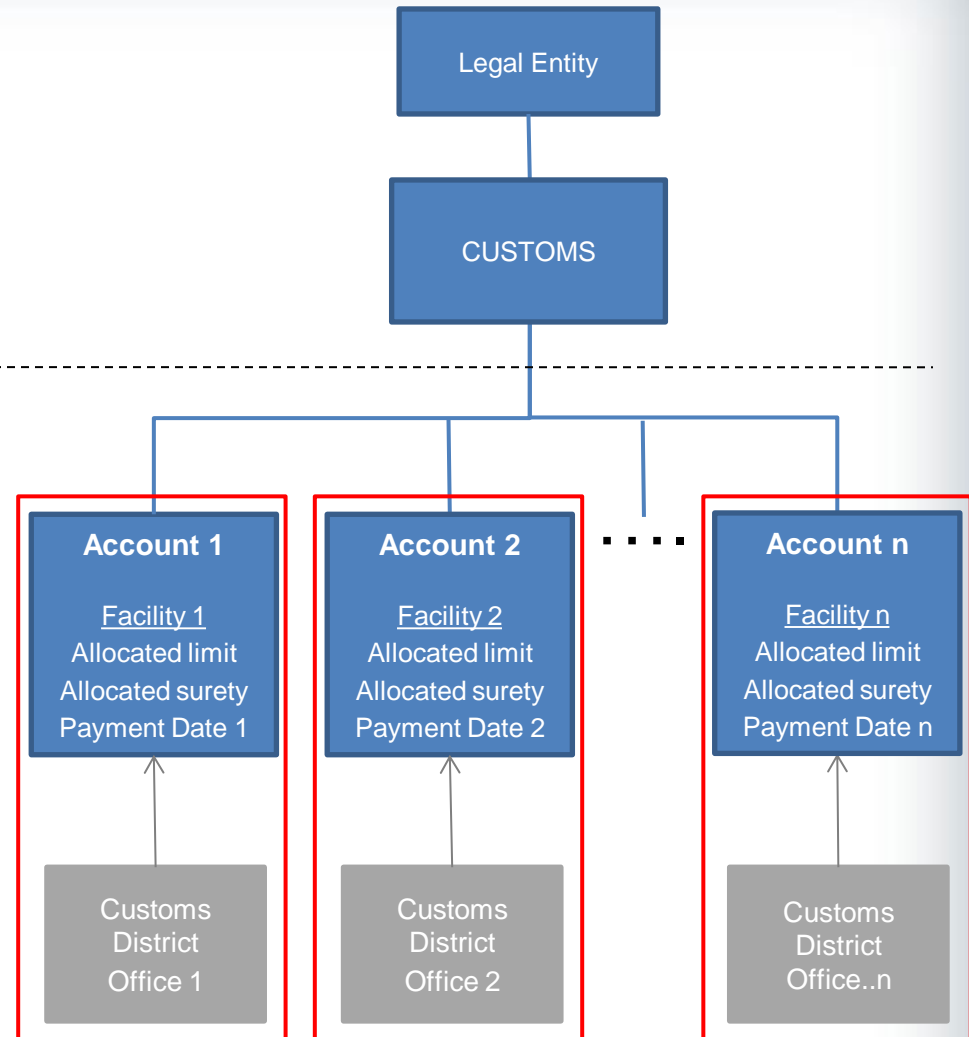 Legal Entity
CUSTOMS
Account 1
Facility 1
Allocated limit
Allocated surety
Payment Date 1
Account 2
Facility 2
Allocated limit
Allocated surety
Payment Date 2
. . . .
Account n
Facility n
Allocated limit
Allocated surety
Payment Date n
Customs
District
Office 1
Customs
District
Office 2
Customs
District
Office..n